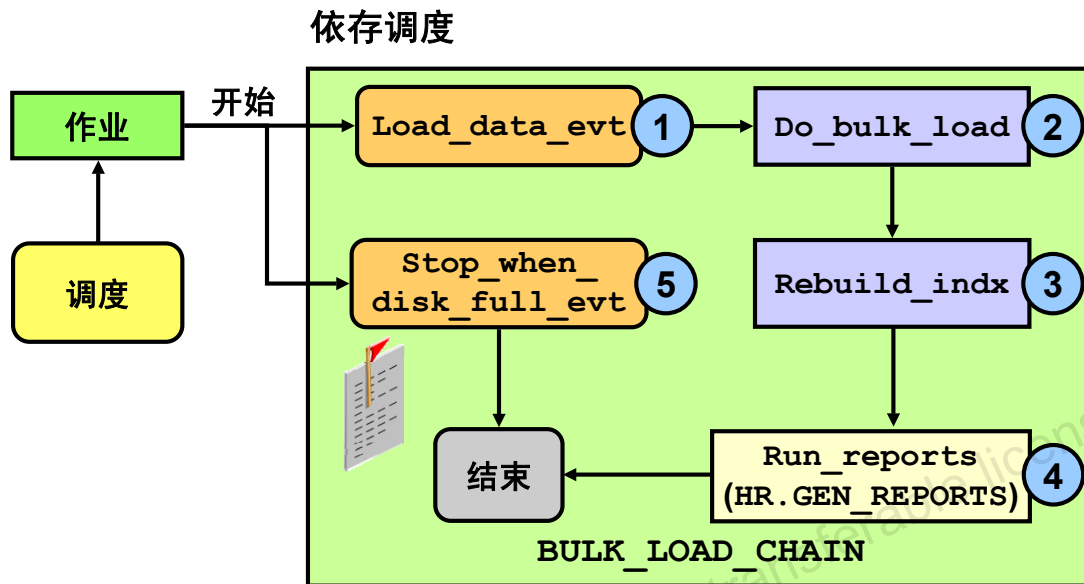 依存调度
作业
开始
Load_data_evt
1
Do_bulk_load
2
调度
Stop_when_
disk_full_evt
5
Rebuild_indx
3
结束
Run_reports
(HR.GEN_REPORTS)
4
BULK_LOAD_CHAIN